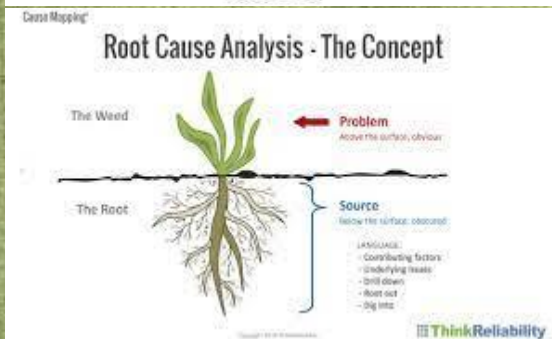 Cause Mapping®
Root Cause Analysis - The Concept
The Weed
Problem
Above the surface, obvious
The Root
Source
Below the surface, obscured
LANGUAGE:
- Contributing factors
- Underlying issues
- Drill down
- Root out
- Dig into
ThinkReliability